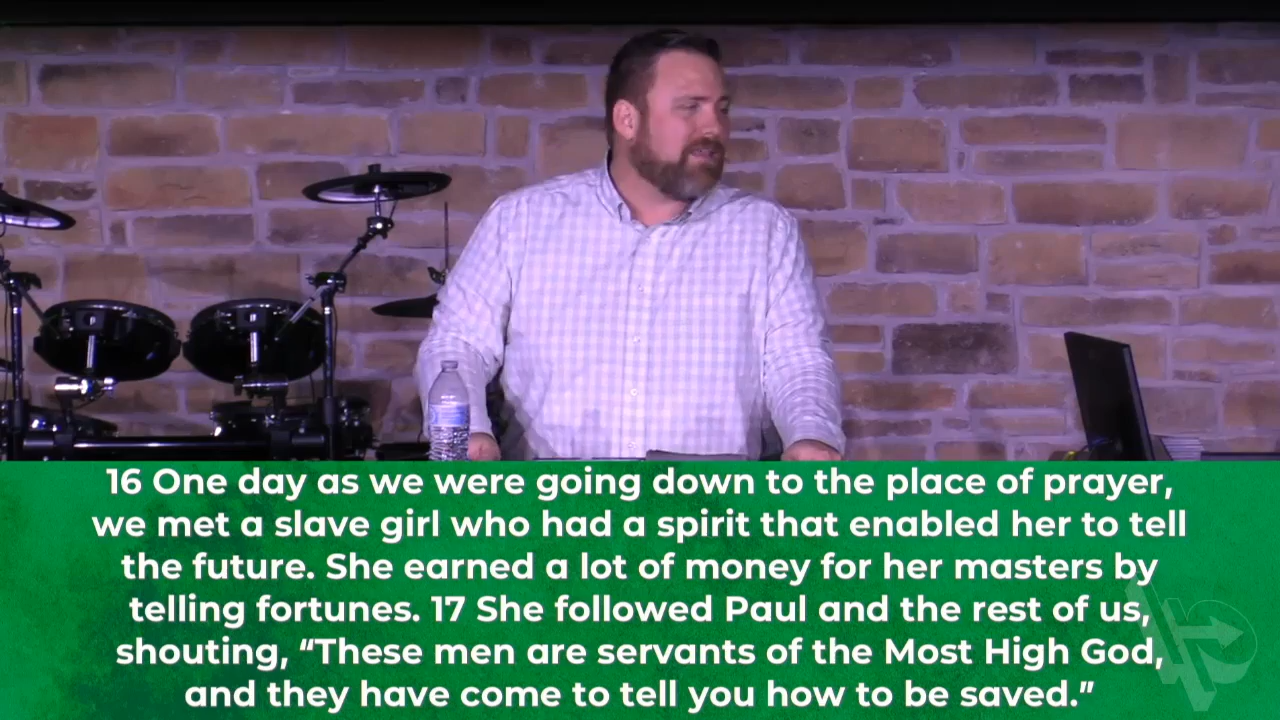 16 One day as we were going down to the place of prayer,
we met a slave girl who had a spirit that enabled her to tell
the future. She earned a lot of money for her masters by
telling fortunes. 17 She followed Paul and the rest of us,
shouting, “These men are servants of the Most High God,
and they have come to tell you how to be saved.”